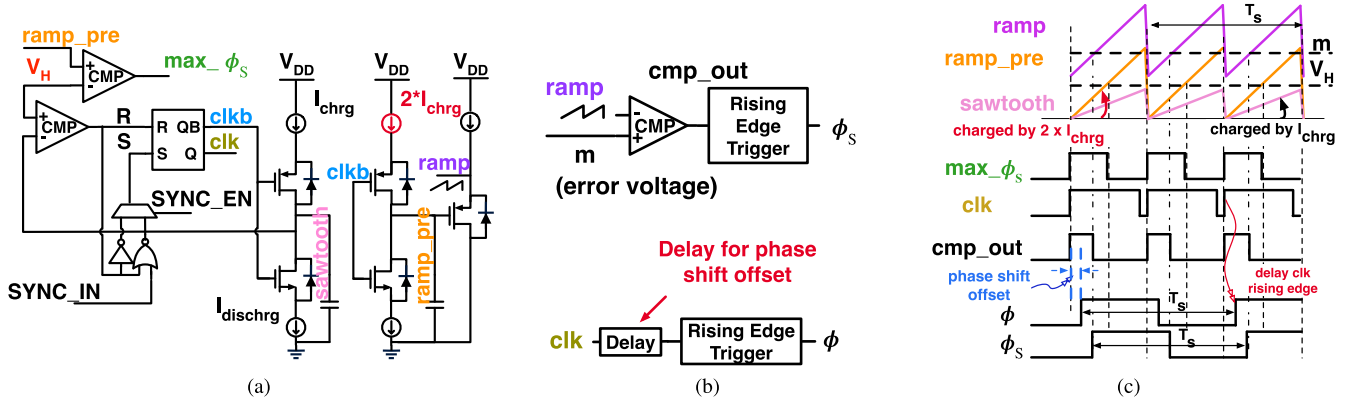 ramp_pre
V_H
+
-
CMP
max_ ϕ_S
+
-
CMP
R
S
R QB
S Q
clkb
clk
SYNC_EN
SYNC_IN
V_DD
I_chrg
sawtooth
I_dischrg
V_DD
2*I_chrg
clkb
ramp_pre
V_DD
ramp
(a)
ramp
m
(error voltage)
-
+
CMP
cmp_out
Rising
Edge
Trigger
ϕ_S
Delay for phase
shift offset
clk
Delay
Rising Edge
Trigger
ϕ
(b)
ramp
T_s
m
ramp_pre
V_H
sawtooth
charged by 2 x I_chrg
charged by I_chrg
max_ϕ_S
clk
cmp_out
phase shift
offset
delay clk
rising edge
ϕ
T_s
ϕ_S
T_s
(c)